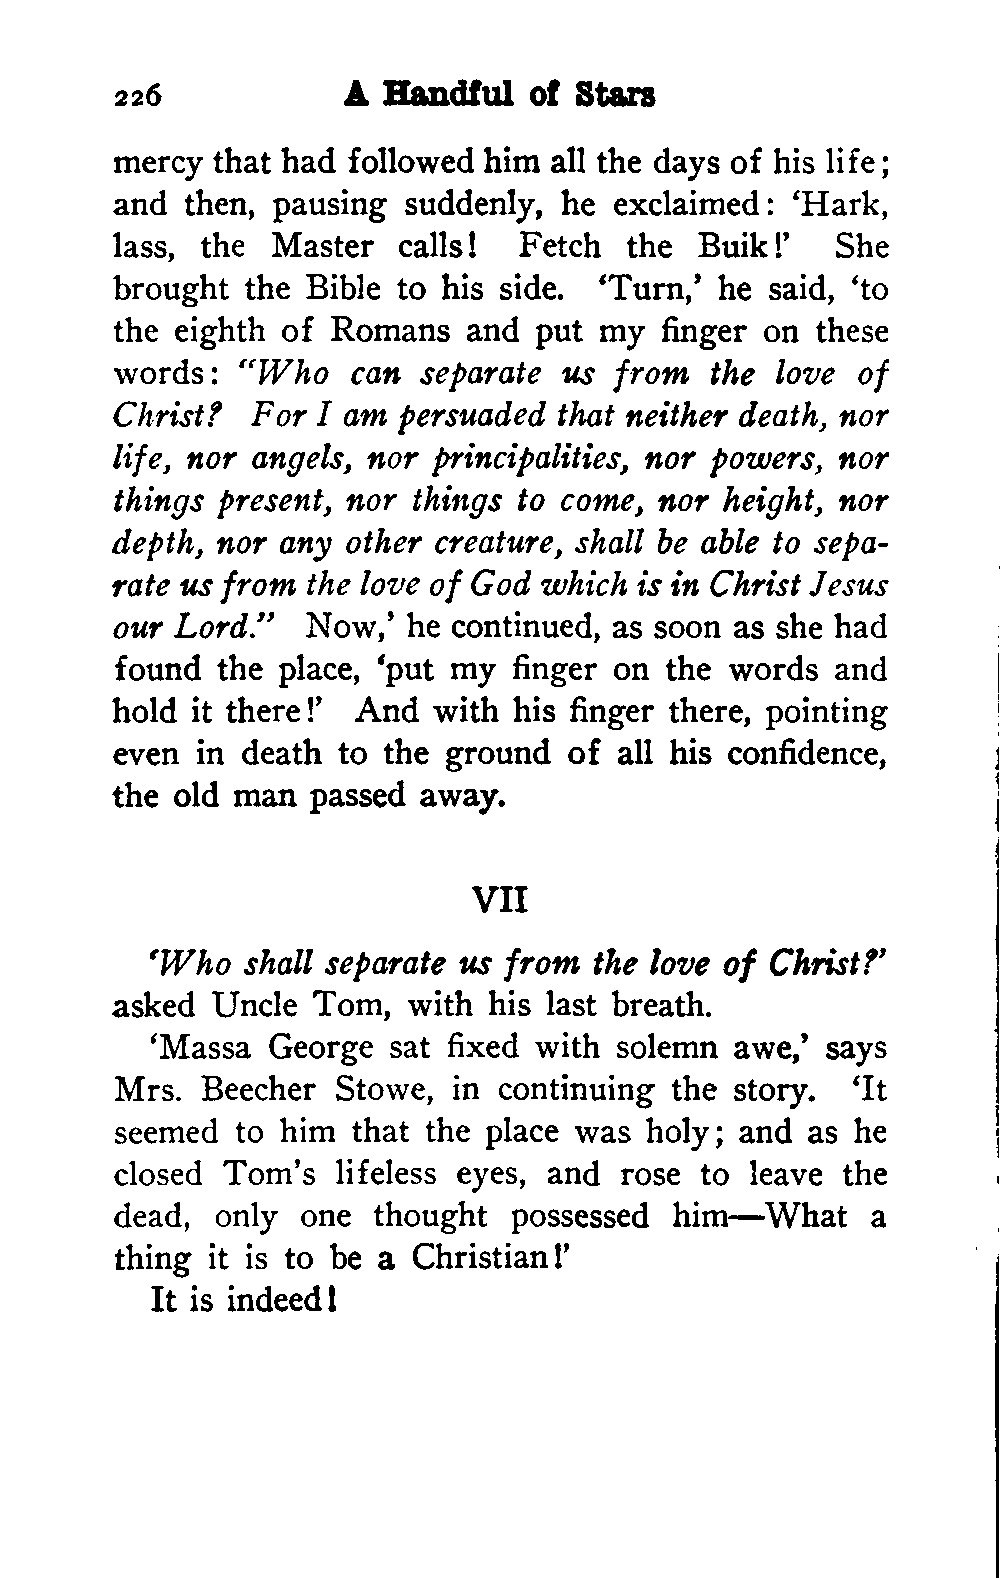 226 A Handful of Stars
mercy that had followed him all the days of his life;
and then, pausing suddenly, he exclaimed: ‘Hark,
lass, the Master calls! Fetch the Buik!’ She
brought the Bible to his side. ‘Turn,’ he said, ‘to
the eighth of Romans and put my finger on these
words: “Who can separate us from the love of
Christ? For I am persuaded that neither death, nor
life, nor angels, nor principalities, nor powers, nor
things present, nor things to come, nor height, nor
depth, nor any other creature, shall be able to sepa-
rate us from the love of God which is in Christ Jesus
our Lord.” Now,’ he continued, as soon as she had
found the place, ‘put my finger on the words and
hold it there!’ And with his finger there, pointing
even in death to the ground of all his confidence,
the old man passed away.
VII
‘Who shall separate us from the love of Christ?’
asked Uncle Tom, with his last breath.
‘Massa George sat fixed with solemn awe,’ says
Mrs. Beecher Stowe, in continuing the story. ‘It
seemed to him that the place was holy; and as he
closed Tom’s lifeless eyes, and rose to leave the
dead, only one thought possessed him—What a
thing it is to be a Christian!’
It is indeed!